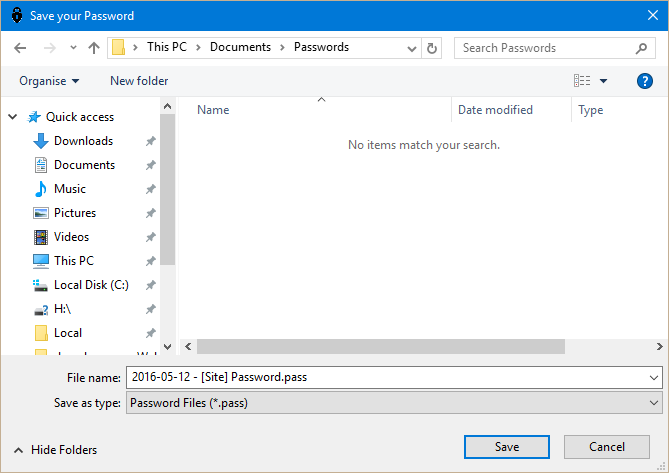 Save your Password
This PC > Documents > Passwords
Search Passwords
Organise
New folder
?
Name
Date modified
Type
No items match your search.
Quick access
Downloads
Documents
Music
Pictures
Videos
This PC
Local Disk (C:)
H:\
Local
File name: 2016-05-12 - [Site] Password.pass
Save as type: Password Files (*.pass)
Hide Folders
Save
Cancel